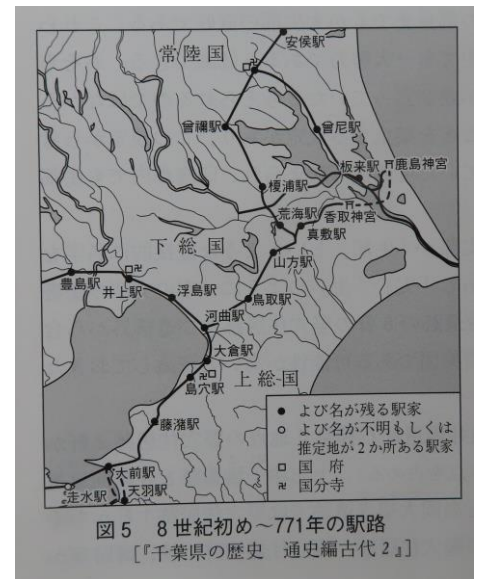 常陸国
安侯駅
曾禰駅
曾尼駅
板来駅
鹿島神宮
榎浦駅
荒海駅
香取神宮
真敷駅
下総国
山方駅
豊島駅
井上駅
浮島駅
鳥取駅
河曲駅
大倉駅
島穴駅
上総国
藤潴駅
大前駅
天羽駅
走水駅
● よび名が残る駅家
○ よび名が不明もしくは
推定地が2か所ある駅家
□ 国 府
卍 国分寺
図5 8世紀初め~771年の駅路
[『千葉県の歴史 通史編古代2』]